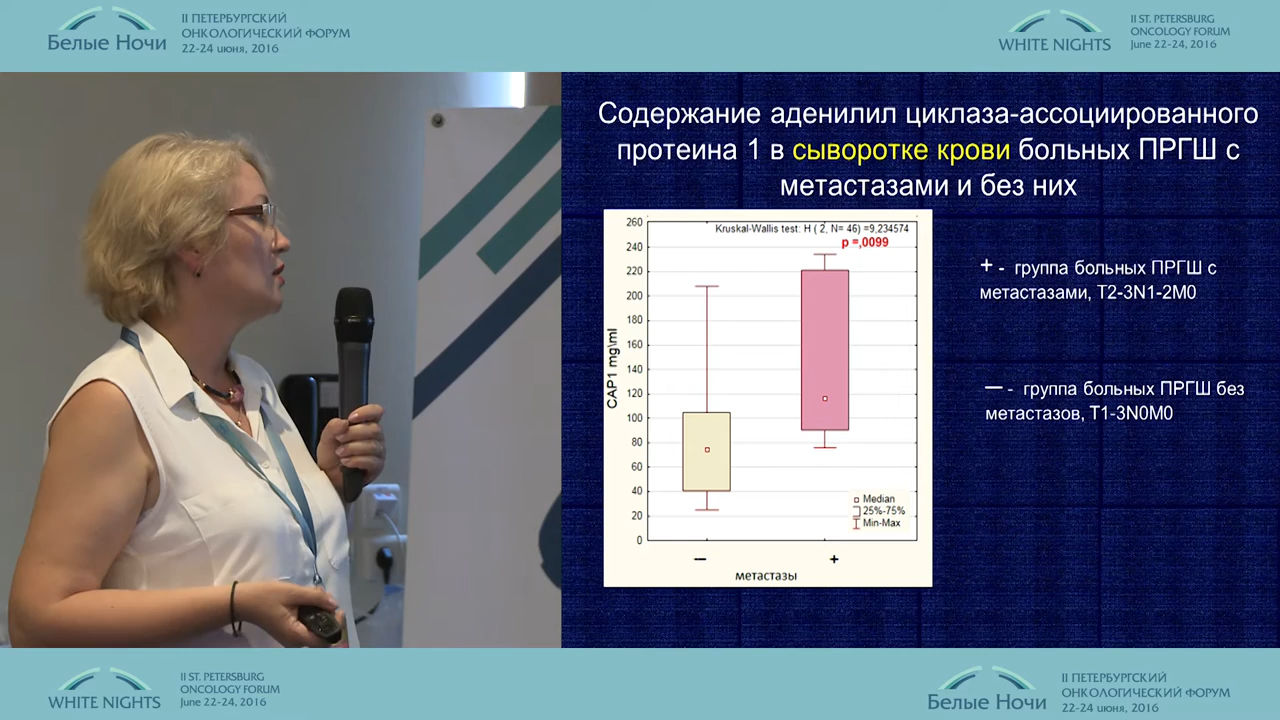 Белые Ночи
II ПЕТЕРБУРГСКИЙ
ОНКОЛОГИЧЕСКИЙ ФОРУМ
22-24 июня, 2016
WHITE NIGHTS
II ST. PETERSBURG
ONCOLOGY FORUM
June 22-24, 2016
Содержание аденилил циклаза-ассоциированного
протеина 1 в сыворотке крови больных ПРГШ с
метастазами и без них
Kruskal-Wallis test: H ( 2, N= 46) =9,234574
p =,0099
260
240
220
200
180
160
140
120
100
80
60
40
20
0
CAP1 mg\ml
Median
25%-75%
Min-Max
— +
метастазы
+ - группа больных ПРГШ с
метастазами, T2-3N1-2M0
— - группа больных ПРГШ без
метастазов, T1-3N0M0
WHITE NIGHTS
II ST. PETERSBURG
ONCOLOGY FORUM
June 22-24, 2016
Белые Ночи
II ПЕТЕРБУРГСКИЙ
ОНКОЛОГИЧЕСКИЙ ФОРУМ
22-24 июня, 2016